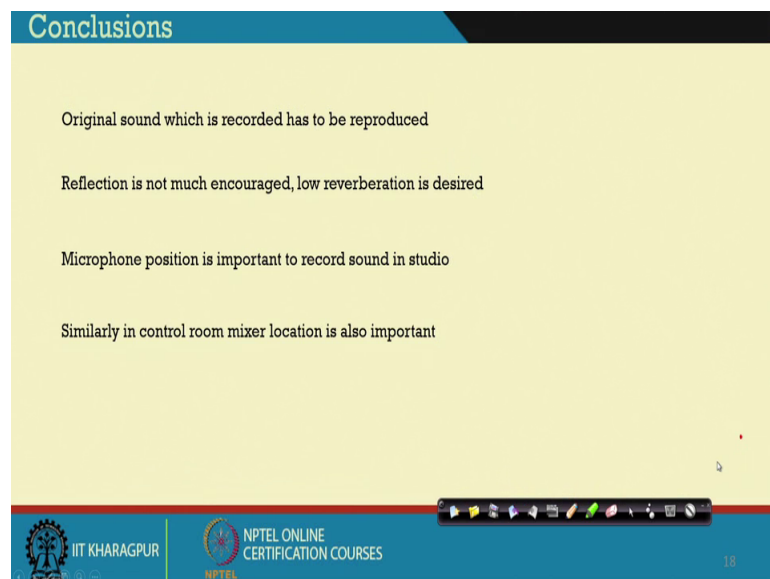 Conclusions
Original sound which is recorded has to be reproduced
Reflection is not much encouraged, low reverberation is desired
Microphone position is important to record sound in studio
Similarly in control room mixer location is also important
IIT KHARAGPUR
NPTEL ONLINE
CERTIFICATION COURSES
NPTEL
18